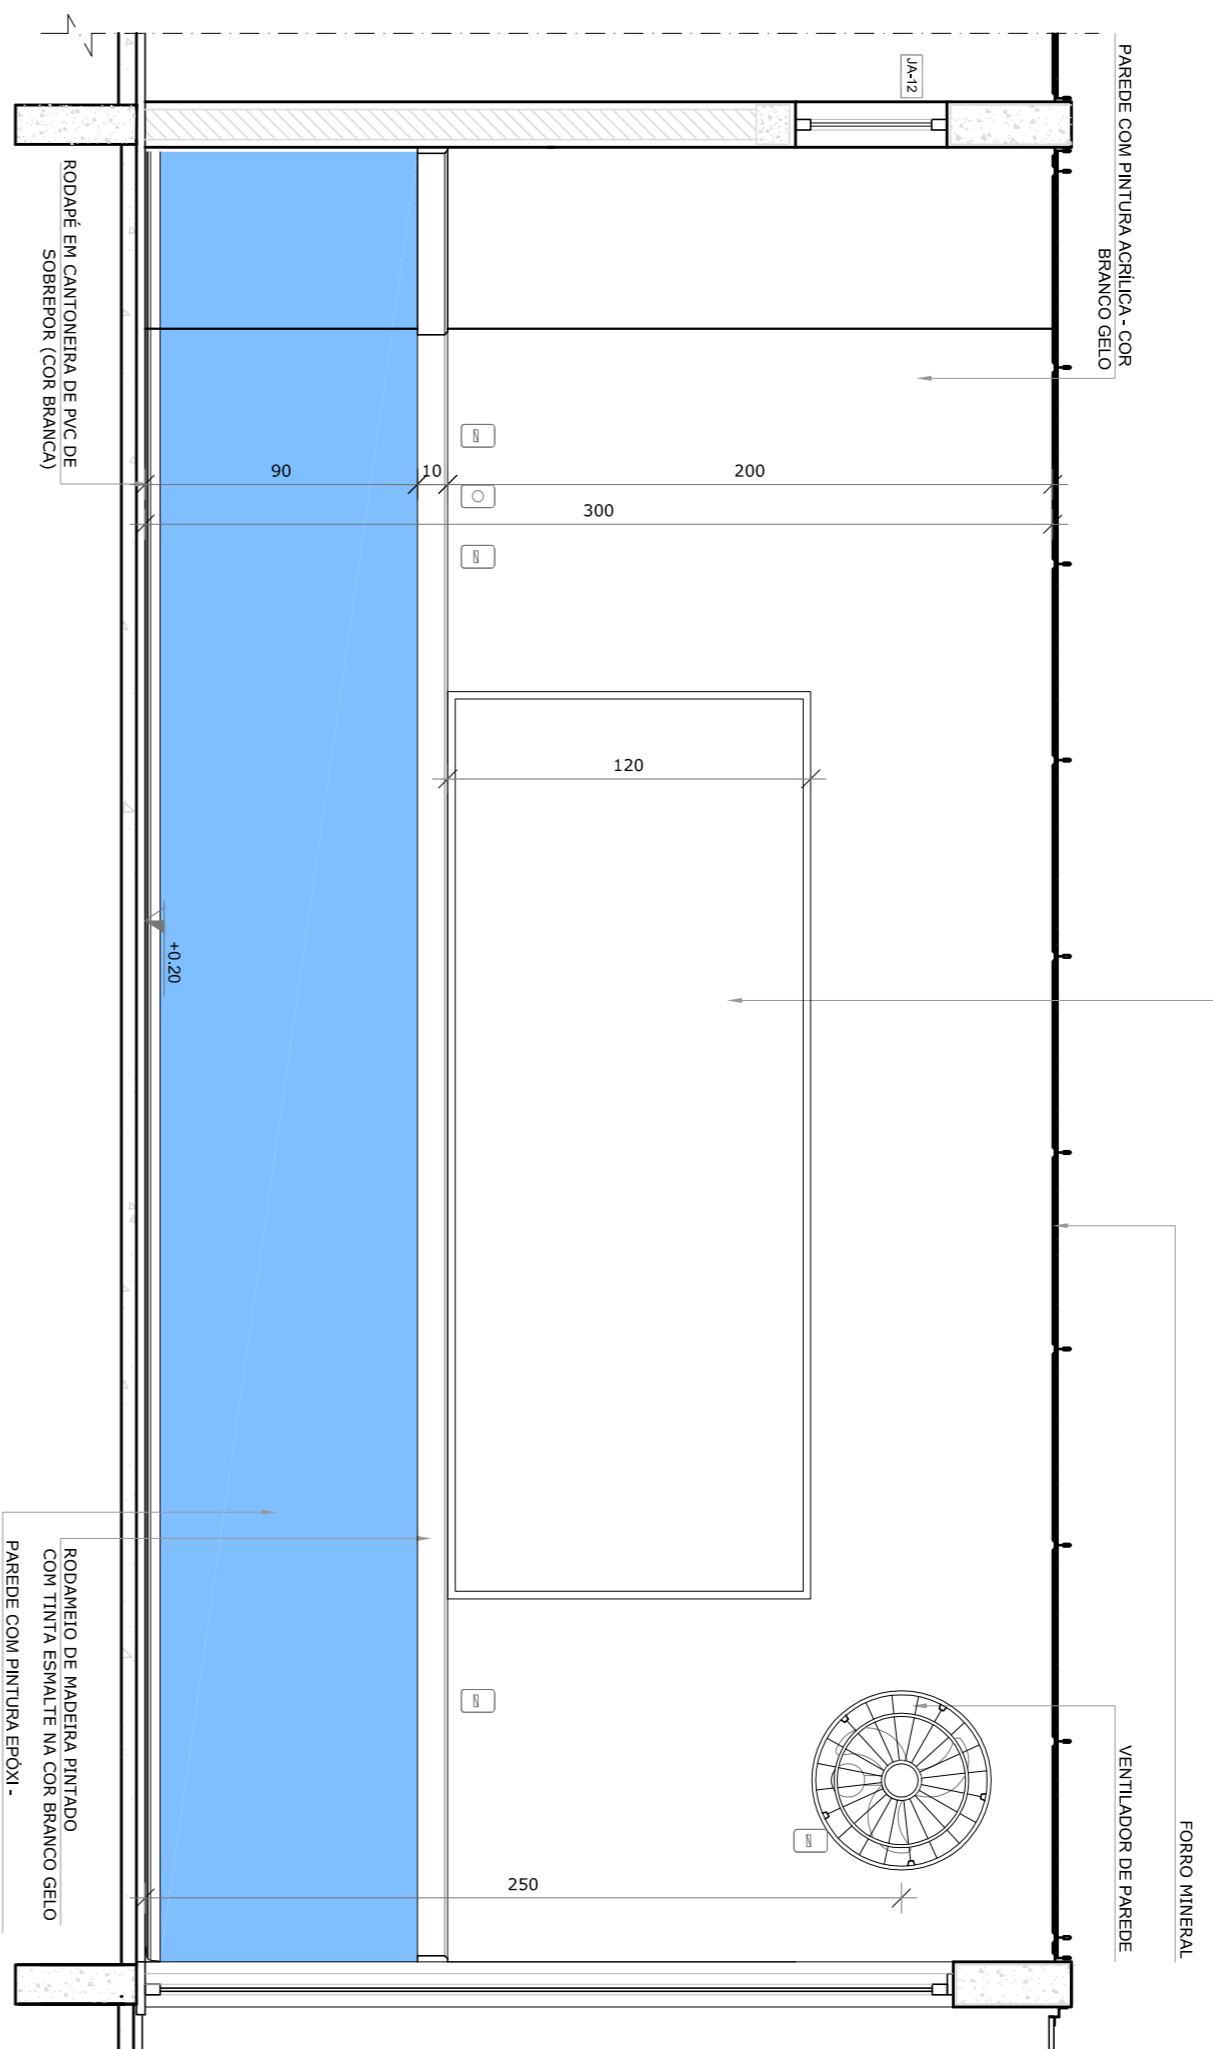 JA-12
PAREDE COM PINTURA ACRÍLICA - COR
BRANCO GELO
RODAPÉ EM CANTONEIRA DE PVC DE
SOBREPOR (COR BRANCA)
90
10
200
300
120
+0.20
RODAMEIO DE MADEIRA PINTADO
COM TINTA ESMALTE NA COR BRANCO GELO
PAREDE COM PINTURA EPÓXI -
VENTILADOR DE PAREDE
FORRO MINERAL
250